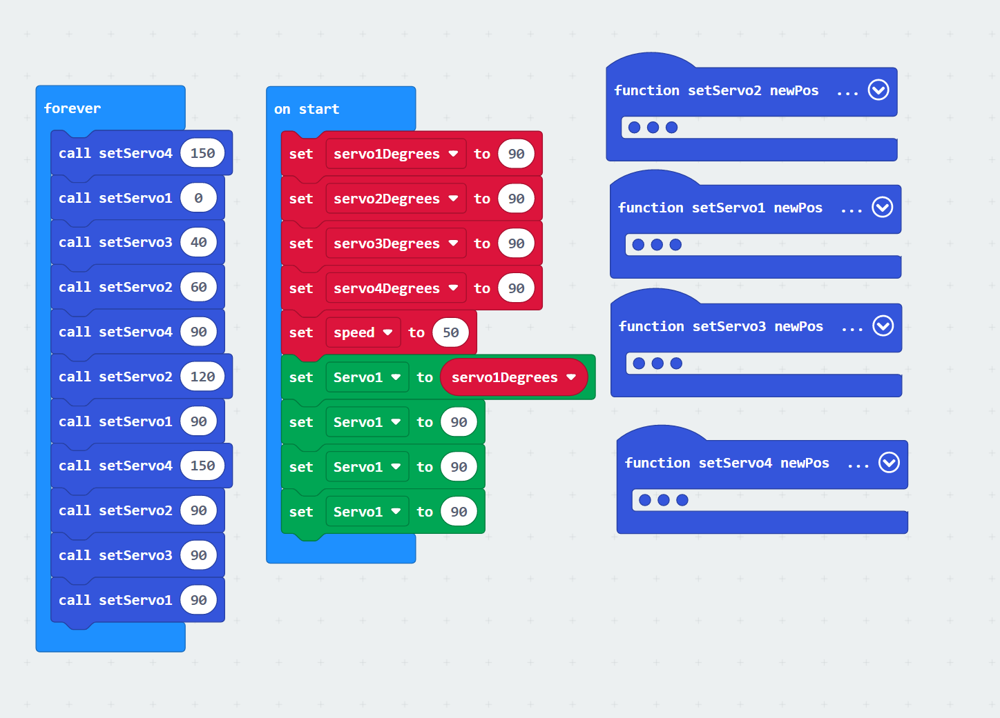 forever
call setServo4 150
call setServo1 0
call setServo3 40
call setServo2 60
call setServo4 90
call setServo2 120
call setServo1 90
call setServo4 150
call setServo2 90
call setServo3 90
call setServo1 90
on start
set servo1Degrees to 90
set servo2Degrees to 90
set servo3Degrees to 90
set servo4Degrees to 90
set speed to 50
set Servo1 to servo1Degrees
set Servo1 to 90
set Servo1 to 90
set Servo1 to 90
function setServo2 newPos ...
function setServo1 newPos ...
function setServo3 newPos ...
function setServo4 newPos ...